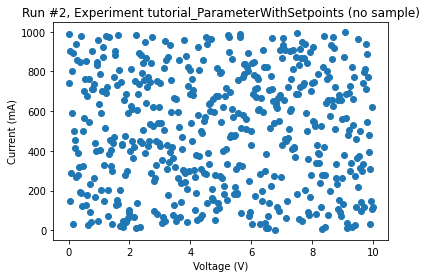 Run #2, Experiment tutorial_ParameterWithSetpoints (no sample)
1000
800
600
400
200
0
Current (mA)
0 2 4 6 8 10
Voltage (V)